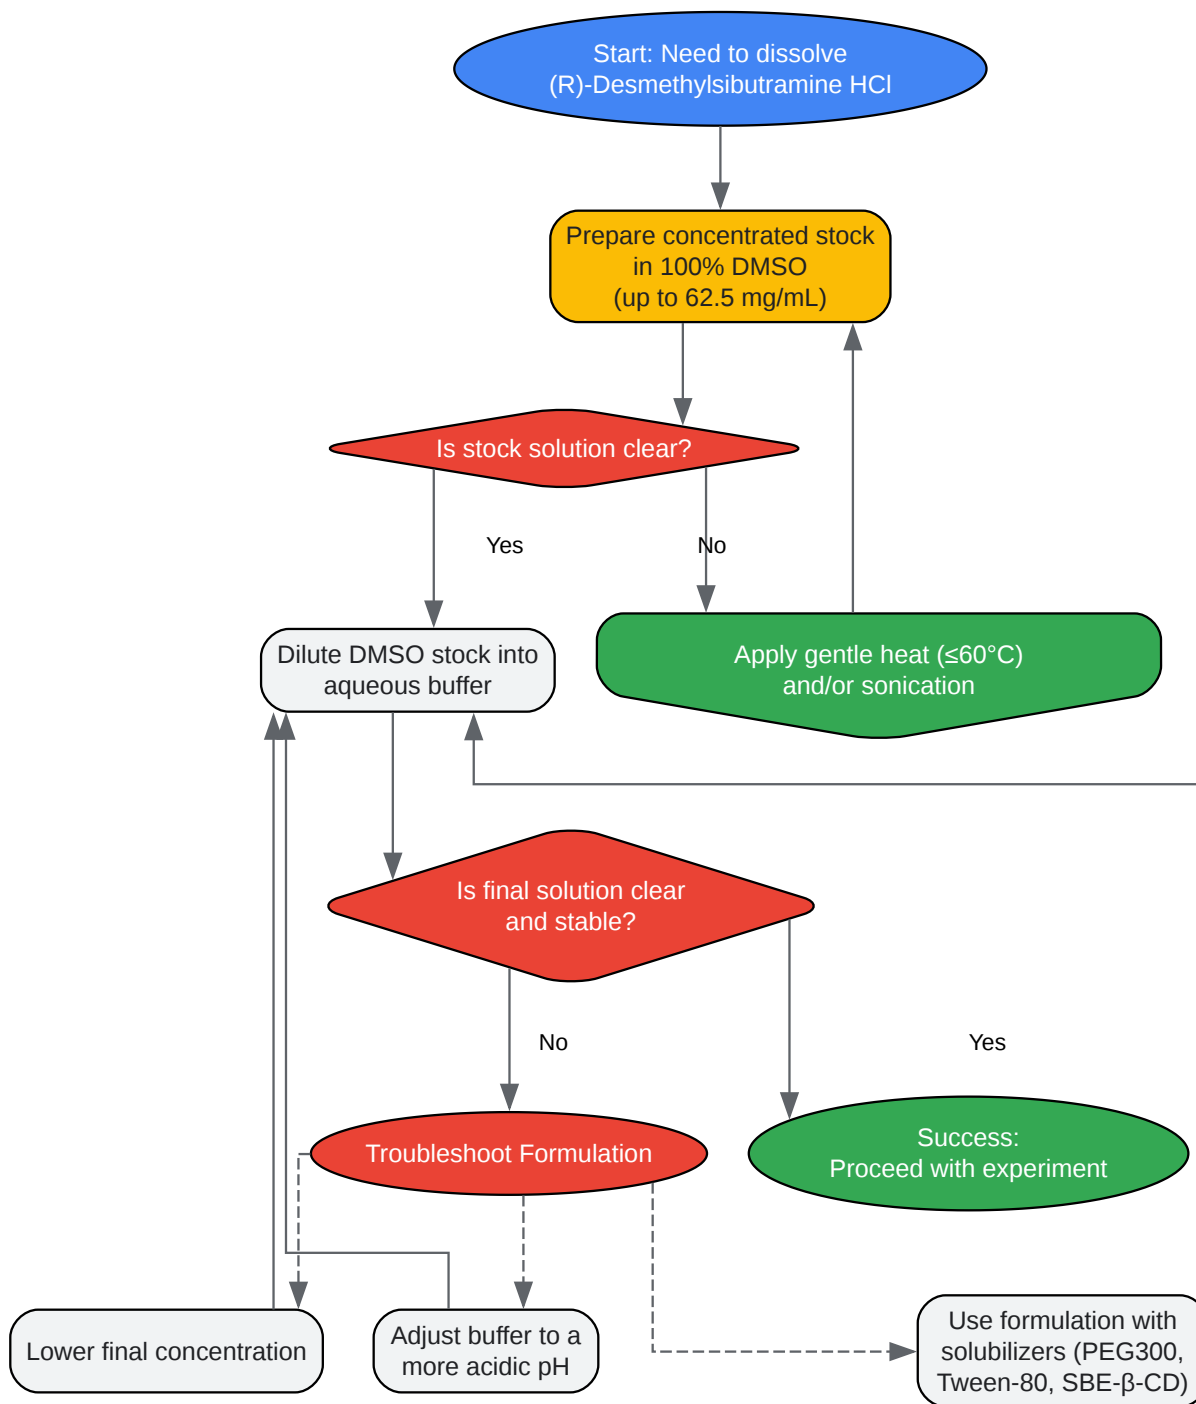 Start: Need to dissolve
(R)-Desmethylsibutramine HCl
Prepare concentrated stock
in 100% DMSO
(up to 62.5 mg/mL)
Is stock solution clear?
Yes
No
Dilute DMSO stock into
aqueous buffer
Apply gentle heat (≤60°C)
and/or sonication
Is final solution clear
and stable?
No
Yes
Troubleshoot Formulation
Success:
Proceed with experiment
Lower final concentration
Adjust buffer to a
more acidic pH
Use formulation with
solubilizers (PEG300,
Tween-80, SBE-β-CD)